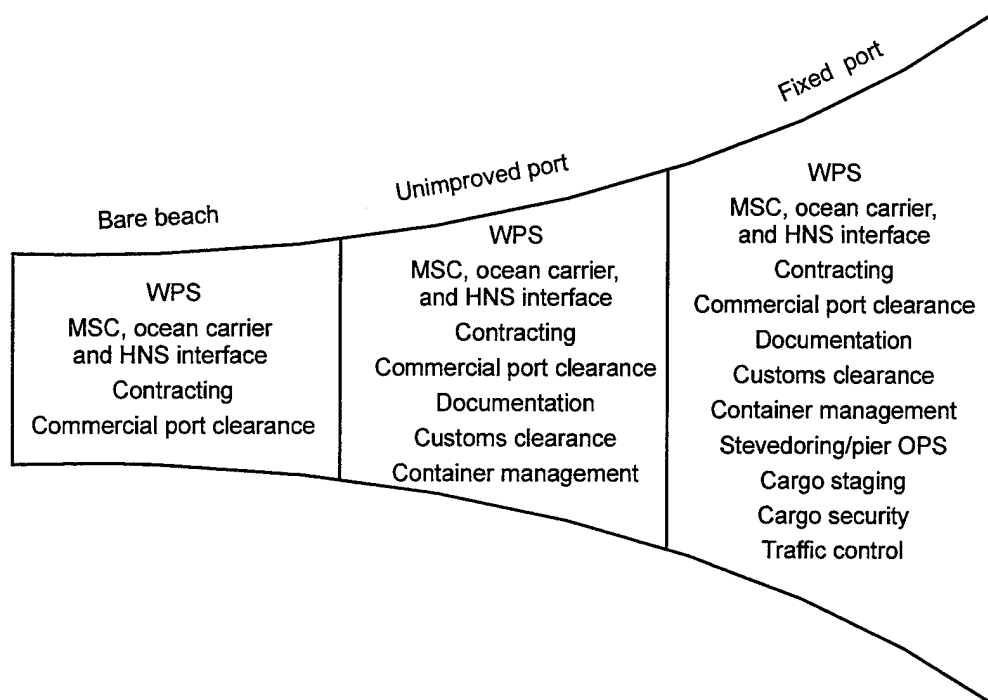 Bare beach
WPS
MSC, ocean carrier
and HNS interface
Contracting
Commercial port clearance
Unimproved port
WPS
MSC, ocean carrier,
and HNS interface
Contracting
Commercial port clearance
Documentation
Customs clearance
Container management
Fixed port
WPS
MSC, ocean carrier,
and HNS interface
Contracting
Commercial port clearance
Documentation
Customs clearance
Container management
Stevedoring/pier OPS
Cargo staging
Cargo security
Traffic control